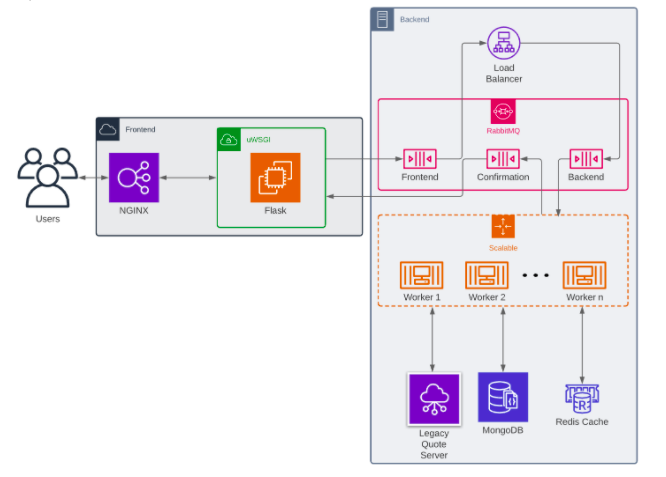 Backend
Load
Balancer
Frontend
uWSGI
RabbitMQ
Frontend
Confirmation
Backend
Users
NGINX
Flask
Scalable
Worker 1
Worker 2
Worker n
Legacy
Quote
Server
MongoDB
Redis Cache